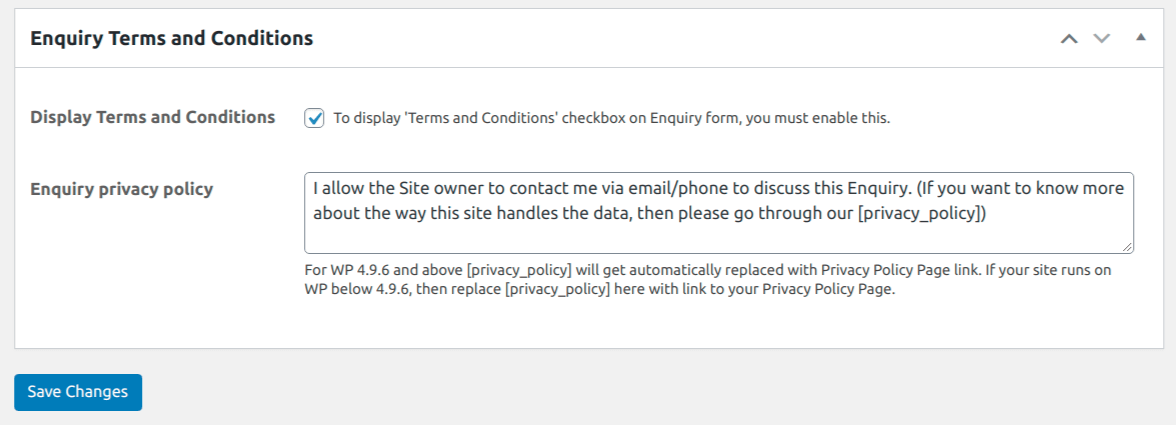 Enquiry Terms and Conditions
Display Terms and Conditions
To display 'Terms and Conditions' checkbox on Enquiry form, you must enable this.
Enquiry privacy policy
I allow the Site owner to contact me via email/phone to discuss this Enquiry. (If you want to know more
about the way this site handles the data, then please go through our [privacy_policy])
For WP 4.9.6 and above [privacy_policy] will get automatically replaced with Privacy Policy Page link. If your site runs on
WP below 4.9.6, then replace [privacy_policy] here with link to your Privacy Policy Page.
Save Changes